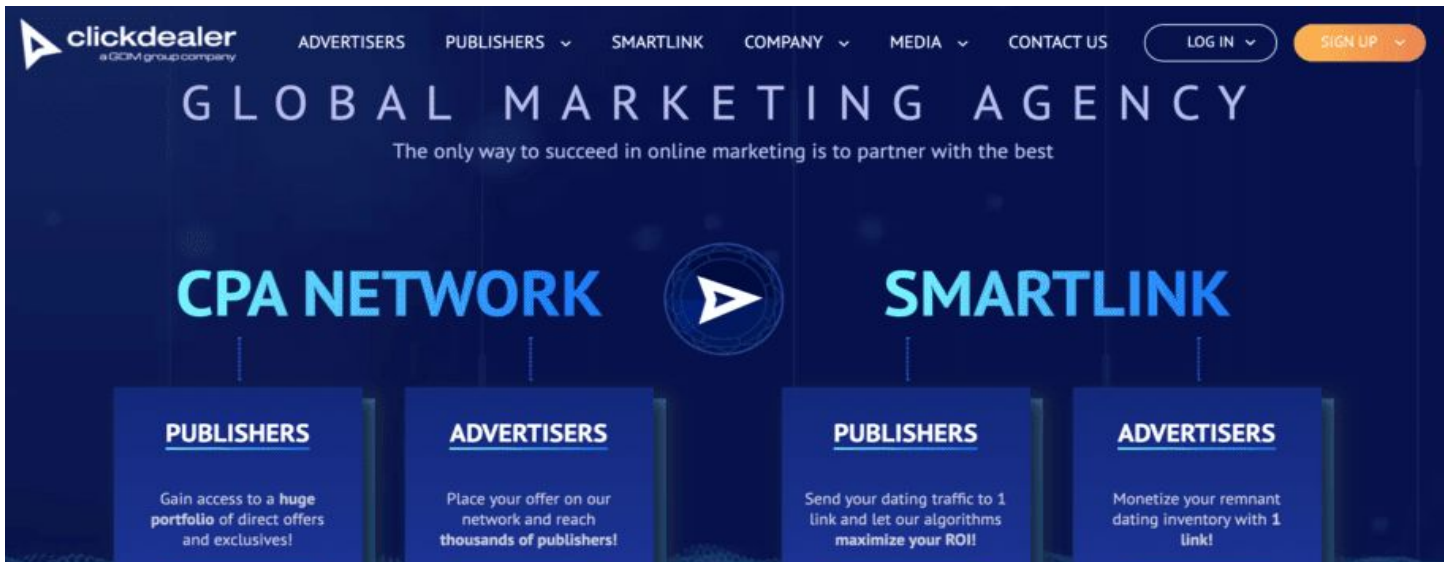 clickdealer
a GDM group company
ADVERTISERS
PUBLISHERS
SMARTLINK
COMPANY
MEDIA
CONTACT US
LOG IN
SIGN UP
GLOBAL MARKETING AGENCY
The only way to succeed in online marketing is to partner with the best
CPA NETWORK
SMARTLINK
PUBLISHERS
Gain access to a huge
portfolio of direct offers
and exclusives!
ADVERTISERS
Place your offer on our
network and reach
thousands of publishers!
PUBLISHERS
Send your dating traffic to 1
link and let our algorithms
maximize your ROI!
ADVERTISERS
Monetize your remnant
dating inventory with 1
link!